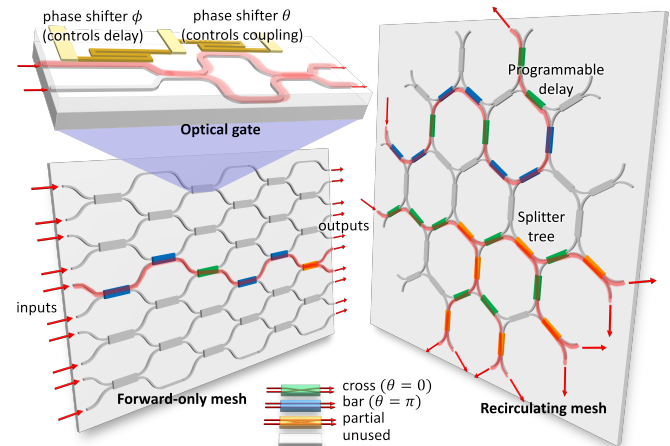 phase shifter ϕ
(controls delay)
phase shifter θ
(controls coupling)
Optical gate
Programmable
delay
outputs
Splitter
tree
inputs
Forward-only mesh
Recirculating mesh
cross (θ = 0)
bar (θ = π)
partial
unused